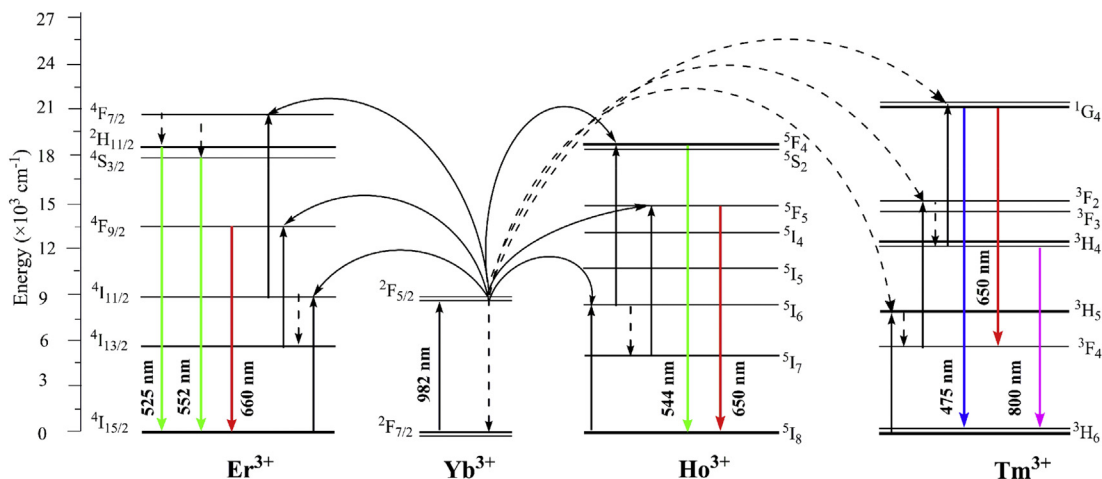 Energy (×10³ cm⁻¹)
27
24
21
18
15
12
9
6
3
0
⁴F₇/₂
²H₁₁/₂
⁴S₃/₂
⁴F₉/₂
⁴I₁₁/₂
⁴I₁₃/₂
⁴I₁₅/₂
525 nm
552 nm
660 nm
Er³⁺
²F₅/₂
²F₇/₂
982 nm
Yb³⁺
⁵F₄
⁵S₂
⁵F₅
⁵I₄
⁵I₅
⁵I₆
⁵I₇
⁵I₈
544 nm
650 nm
Ho³⁺
¹G₄
³F₂
³F₃
³H₄
³H₅
³F₄
³H₆
650 nm
475 nm
800 nm
Tm³⁺